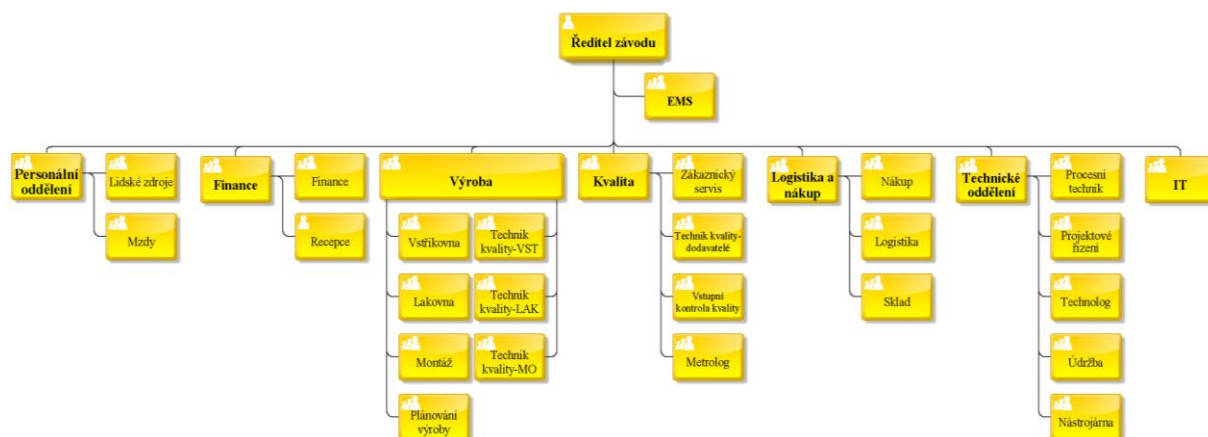 Ředitel závodu
EMS
Personální
oddělení
Lidské zdroje
Mzdy
Finance
Finance
Recepce
Výroba
Vstřikovna
Technik
kvality-VST
Lakovna
Technik
kvality-LAK
Montáž
Technik
kvality-MO
Plánování
výroby
Kvalita
Zákaznický
servis
Technik kvality-
dodavatelé
Vstupní
kontrola kvality
Metrolog
Logistika a
nákup
Nákup
Logistika
Sklad
Technické
oddělení
Procesní
technik
Projektové
řízení
Technolog
Údržba
Nástrojárna
IT